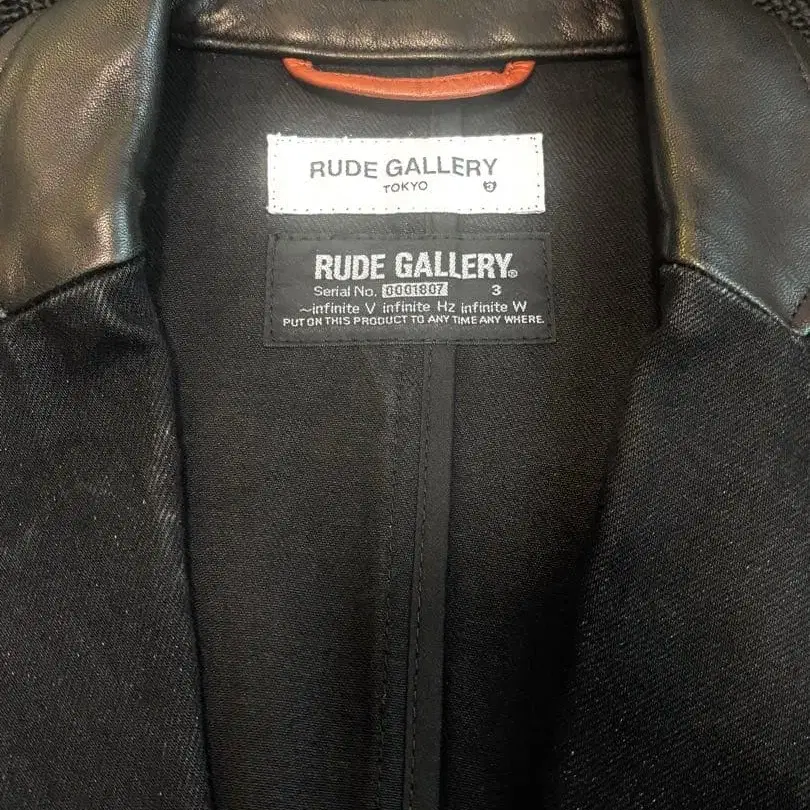 RUDE GALLERY
TOKYO
RUDE GALLERY®
Serial No. 0001807 3
~infinite V infinite Hz infinite W
PUT ON THIS PRODUCT TO ANY TIME ANY WHERE.